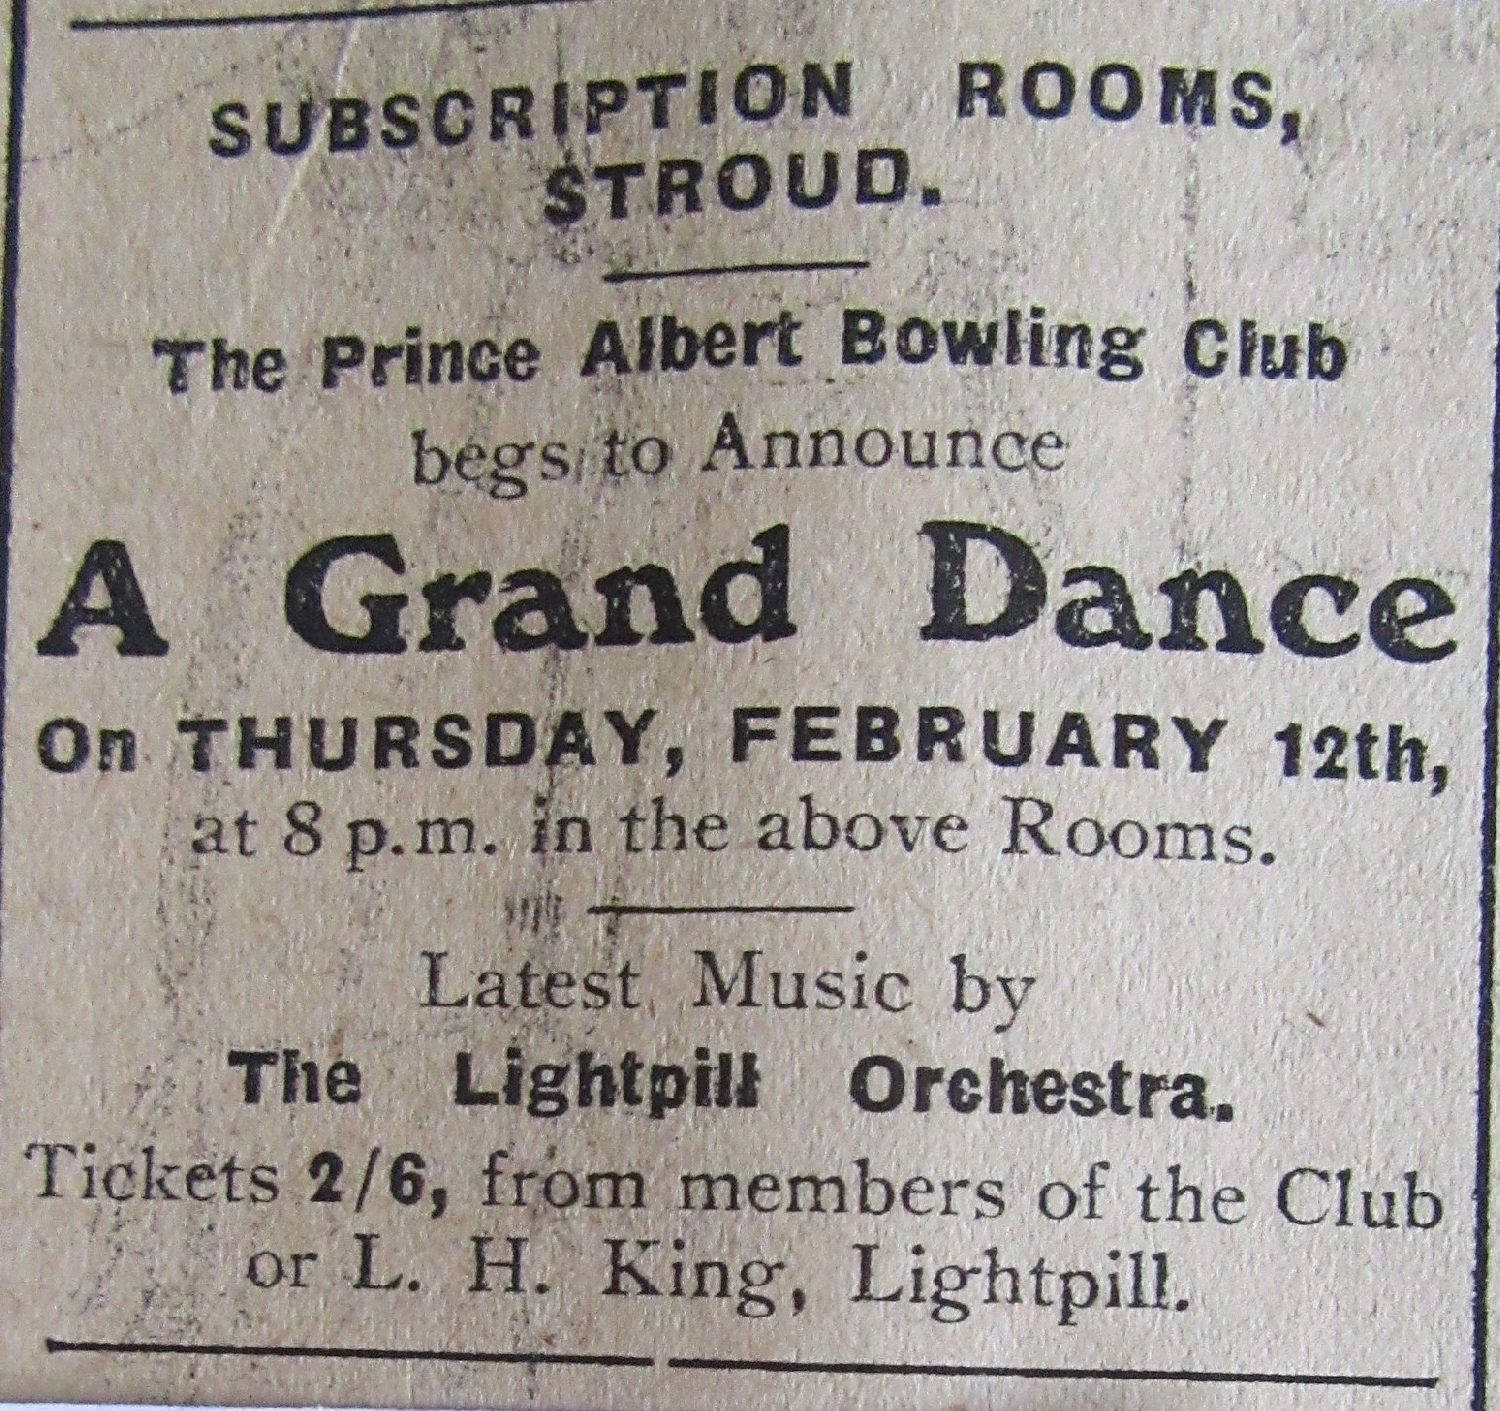 SUBSCRIPTION ROOMS,
STROUD.
The Prince Albert Bowling Club
begs to Announce
A Grand Dance
On THURSDAY, FEBRUARY 12th,
at 8 p.m. in the above Rooms.
Latest Music by
The Lightpill Orchestra.
Tickets 2/6, from members of the Club
or L. H. King, Lightpill.